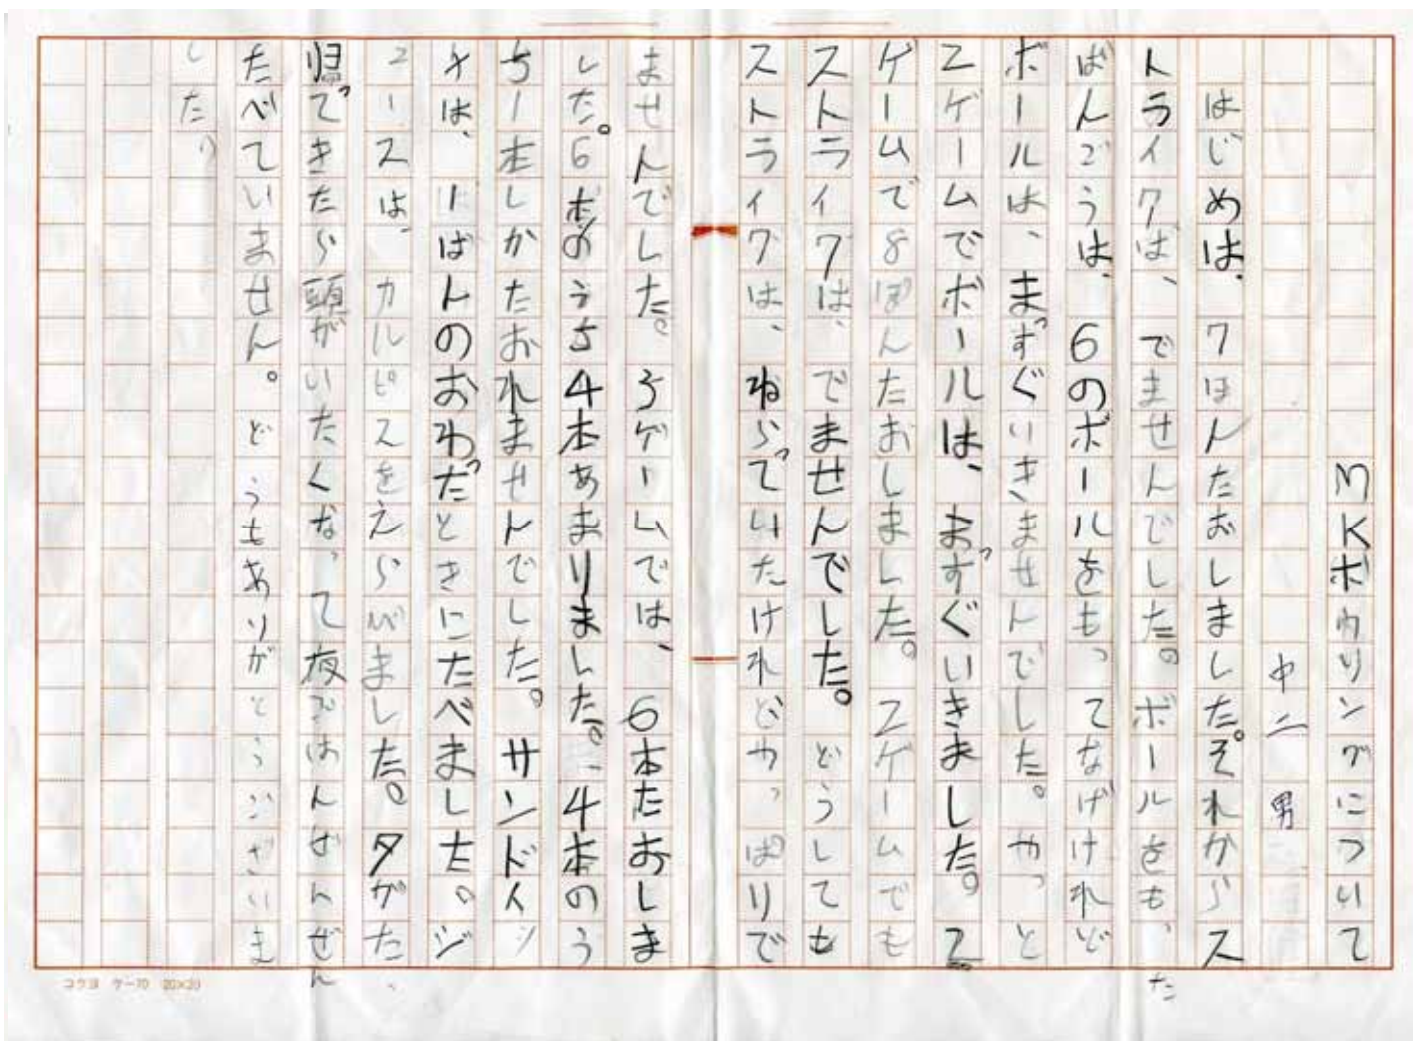 MKボウリングについて
中二 男
はじめは、7ほんたおしました。それからス
トライクは、でませんでした。ボールをも、た
ばんごうは、6のボールをもってなげけれど
ボールは、まっすぐいきませんでした。やっと
2ゲームでボールは、まっすぐいきました。2
ゲームで8ぽんたおしました。2ゲームでも
ストライクは、でませんでした。どうしても
ストライクは、ねらっていたけれどやっぱりで
ませんでした。3ゲームでは、6本たおしま
した。6本のうち4本あまりました。4本のう
ち1本しかたおれませんでした。サンドイッ
チは、1ばんのおわったときにたべました。ジ
ュースは、カルピスをえらべました。夕がた、
帰ってきたら頭がいたくなって夜ごはんぜんぜん
たべていません。どうもありがとうございま
した。
コクヨ ケー70 20×20